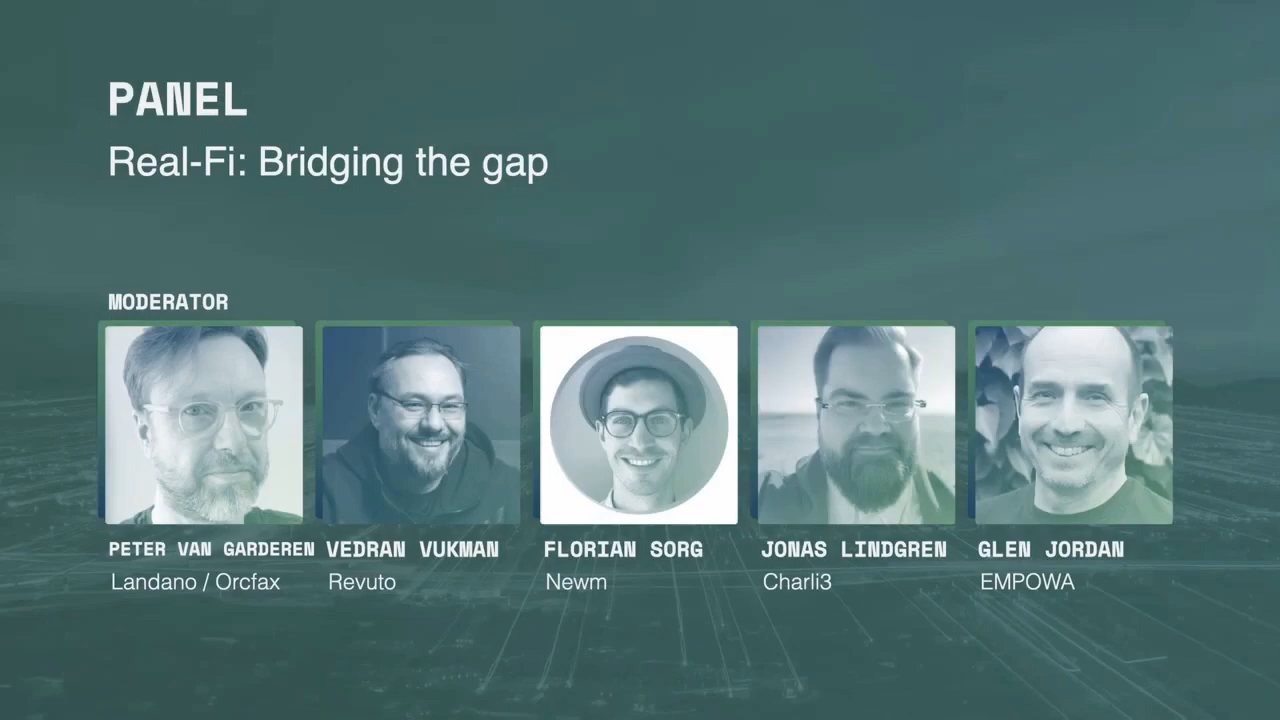 PANEL
Real-Fi: Bridging the gap
MODERATOR
PETER VAN GARDEREN
Landano / Orcfax
VEDRAN VUKMAN
Revuto
FLORIAN SORG
Newm
JONAS LINDGREN
Charli3
GLEN JORDAN
EMPOWA